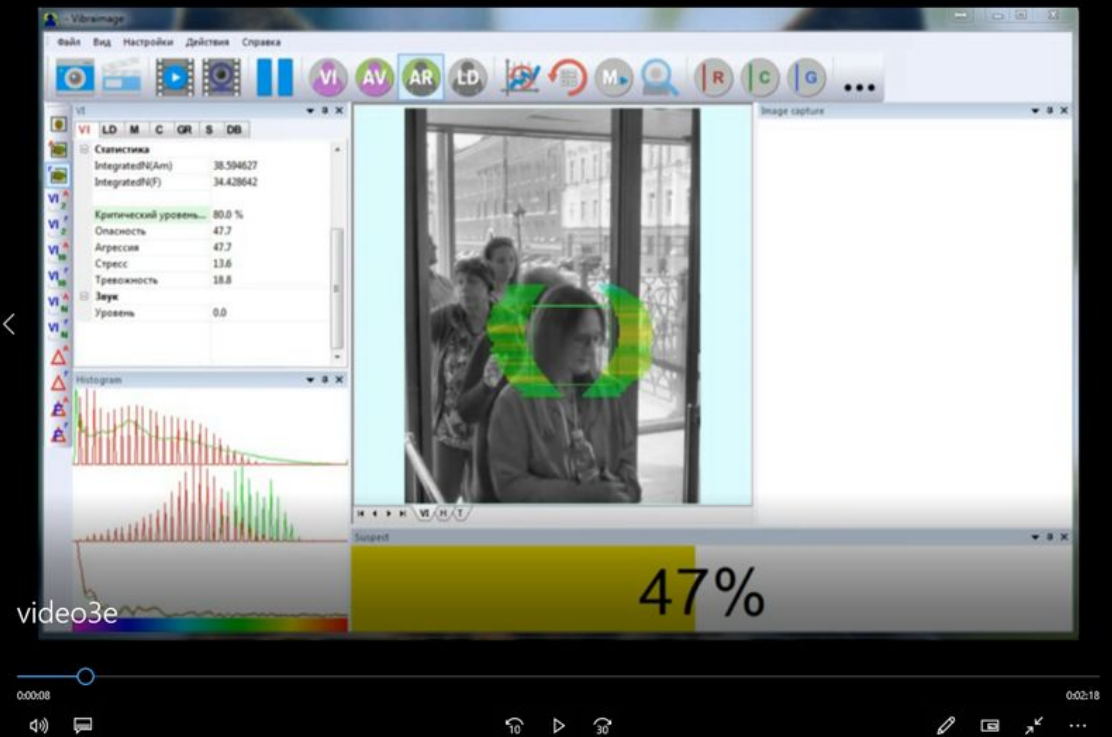 - Vibraimage
Файл Вид Настройки Действия Справка
VI AV AR LD M R C G
VI
Image capture
VI LD M C GR S DB
Статистика
IntegratedN(Am) 38.594627
IntegratedN(F) 34.428642
Критический уровень... 80.0 %
Опасность 47.7
Агрессия 47.7
Стресс 13.6
Тревожность 18.8
Звук
Уровень 0.0
Histogram
VI H T
Suspect
47%
video3e
0:00:08
0:02:18
10
30